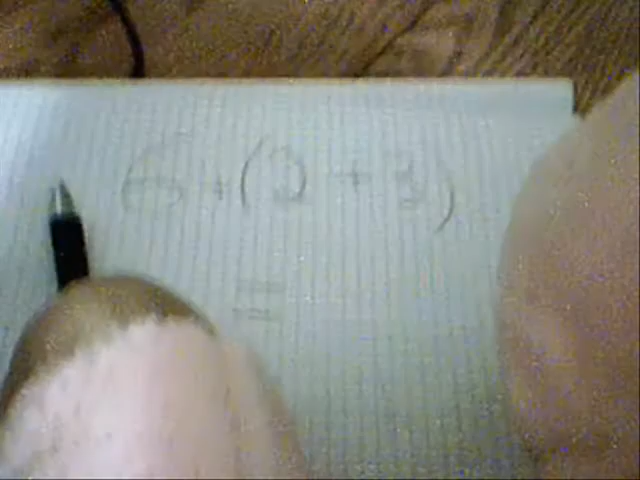 6+(2+3)
=